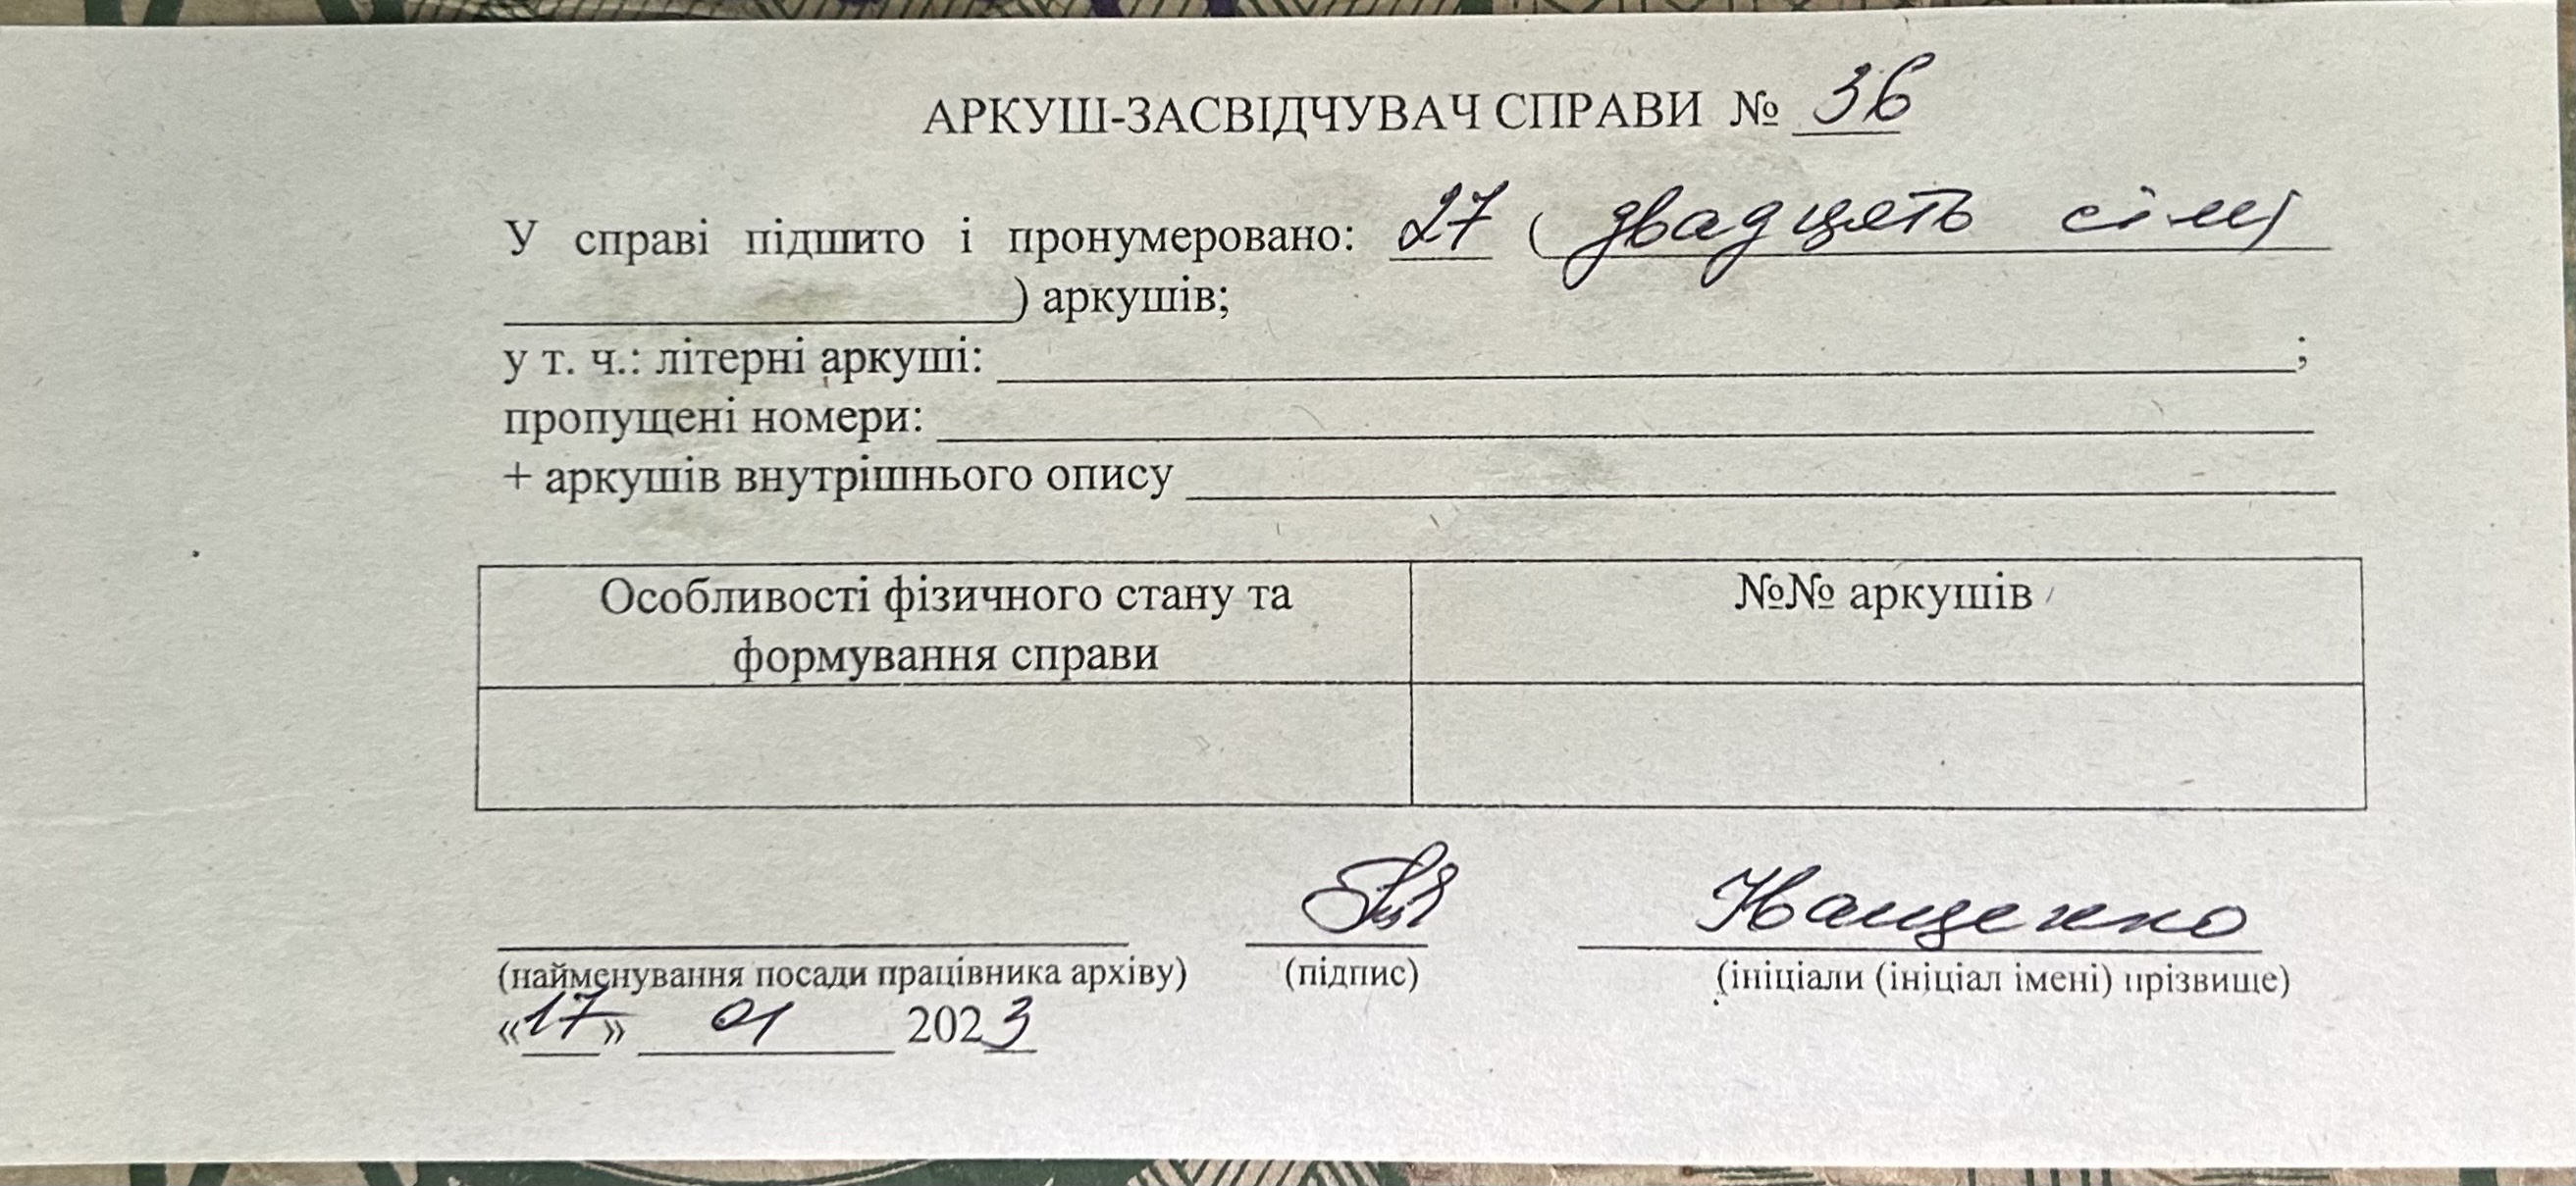 АРКУШ-ЗАСВІДЧУВАЧ СПРАВИ № 36
У справі підшито і пронумеровано: 27 ( двадцять сім
) аркушів;
у т. ч.: літерні аркуші: ;
пропущені номери:
+ аркушів внутрішнього опису
Особливості фізичного стану та
формування справи
№№ аркушів
Нащенко
(найменування посади працівника архіву) (підпис) (ініціали (ініціал імені) прізвище)
«17» 01 2023